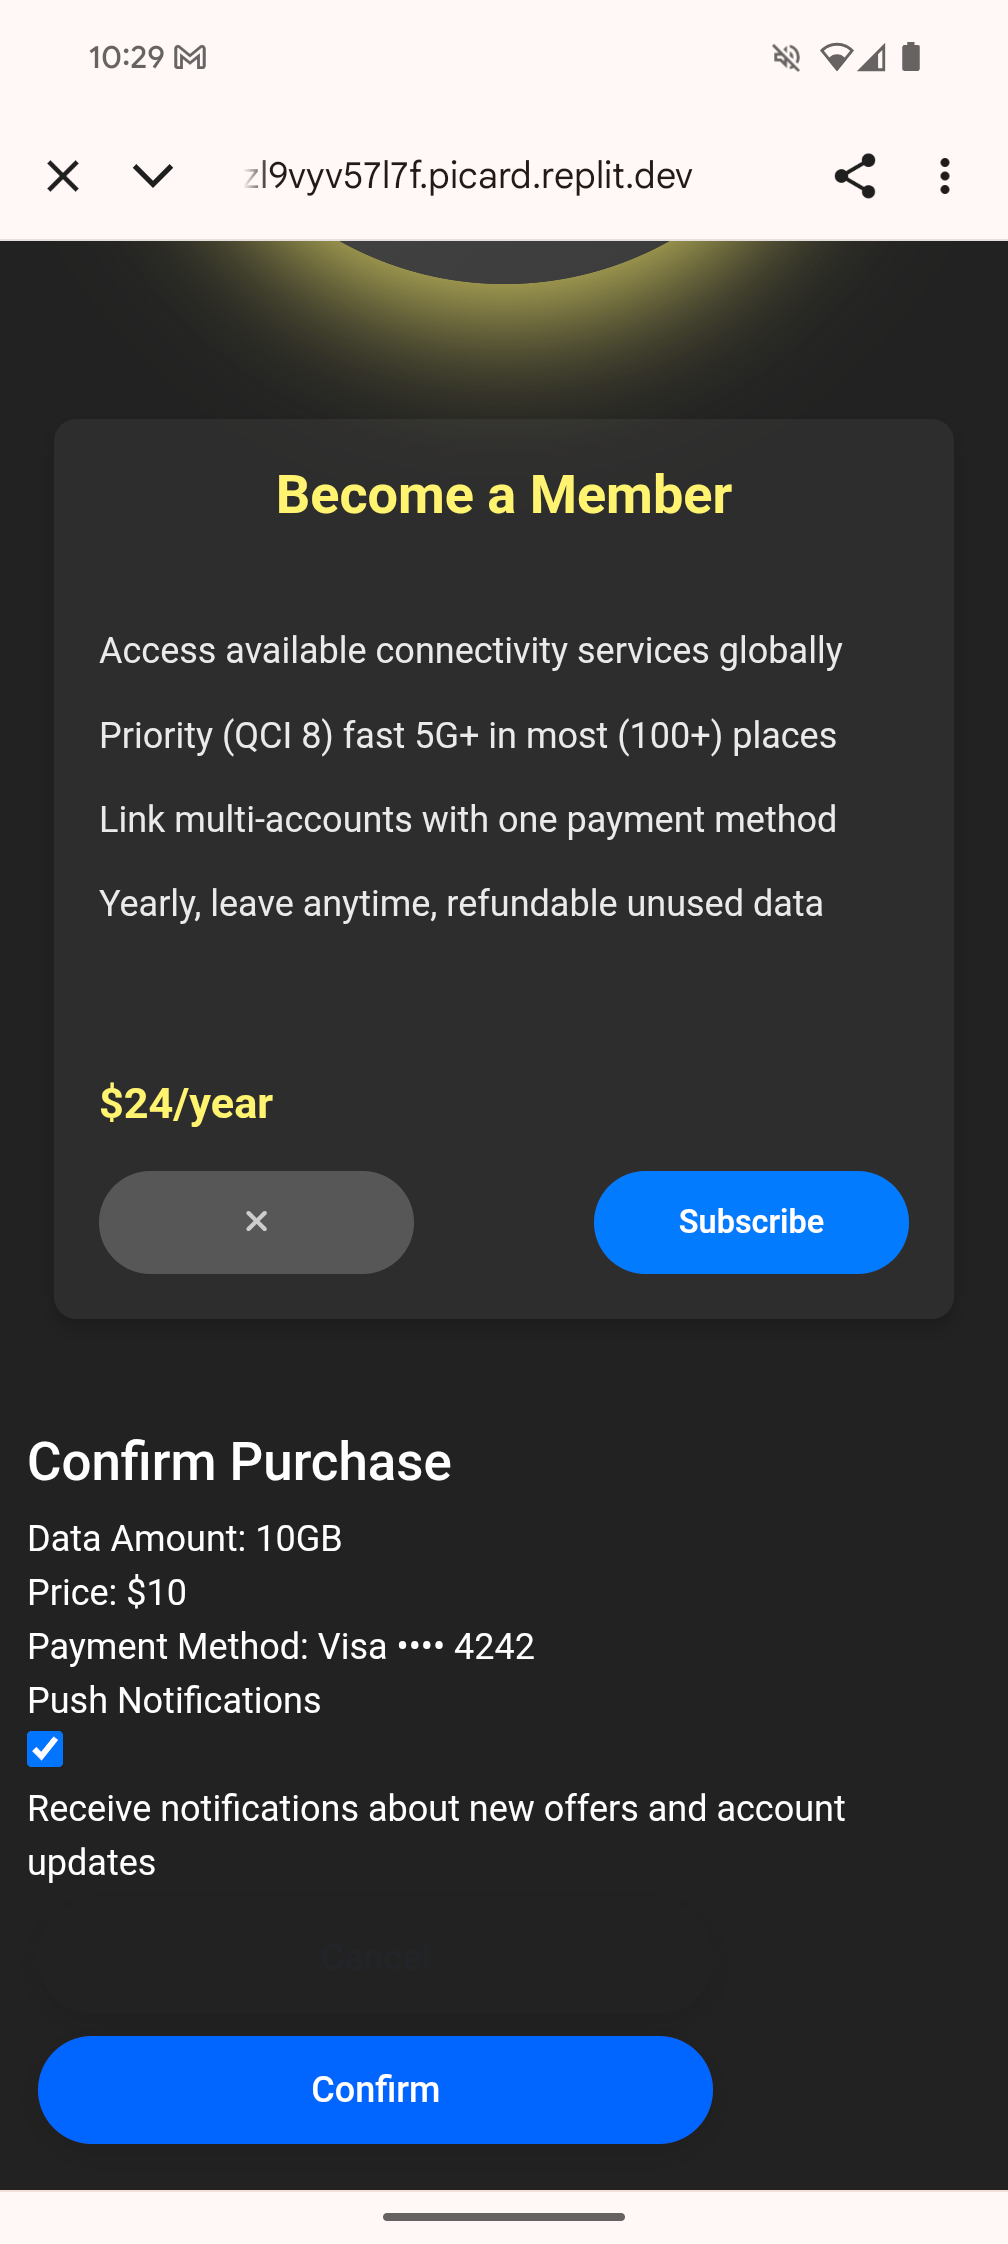 10:29
zl9vyv57l7f.picard.replit.dev
Become a Member
Access available connectivity services globally
Priority (QCI 8) fast 5G+ in most (100+) places
Link multi-accounts with one payment method
Yearly, leave anytime, refundable unused data
$24/year
× Subscribe
Confirm Purchase
Data Amount: 10GB
Price: $10
Payment Method: Visa •••• 4242
Push Notifications
Receive notifications about new offers and account
updates
Cancel
Confirm